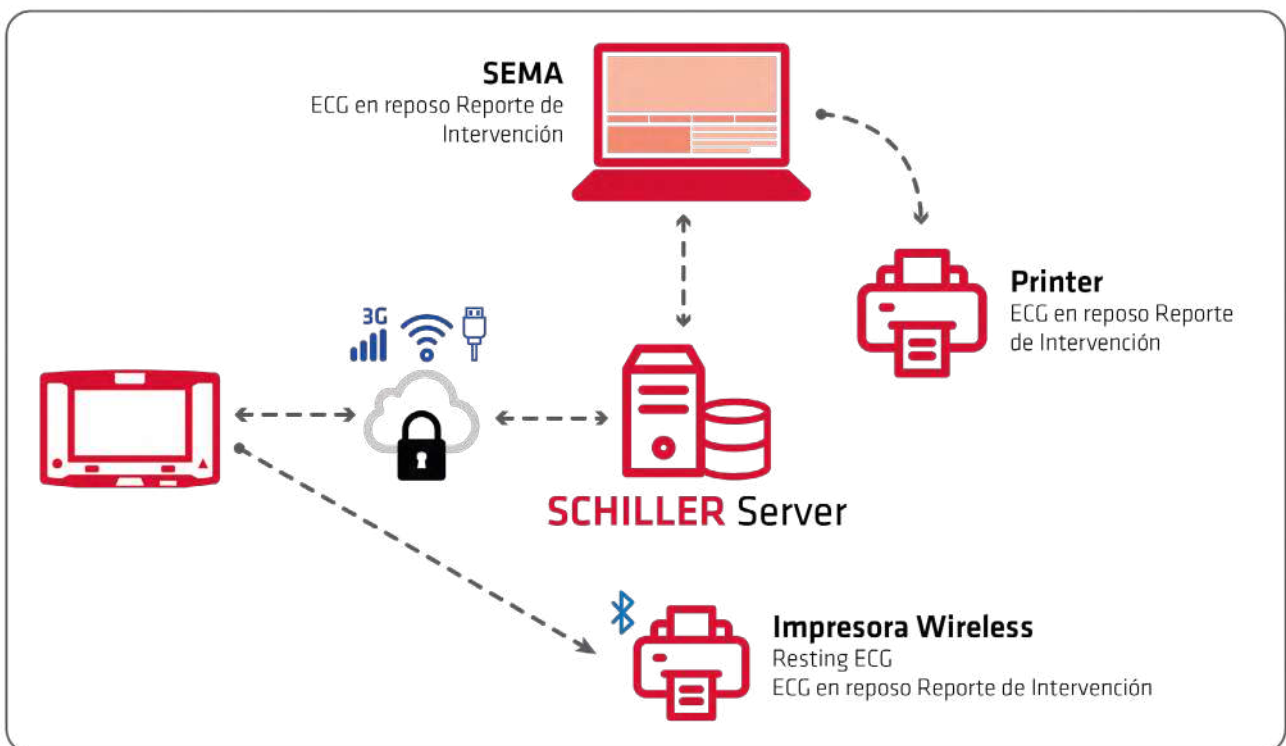 SEMA
ECG en reposo Reporte de
Intervención
Printer
ECG en reposo Reporte
de Intervención
3G
SCHILLER Server
Impresora Wireless
Resting ECG
ECG en reposo Reporte de Intervención